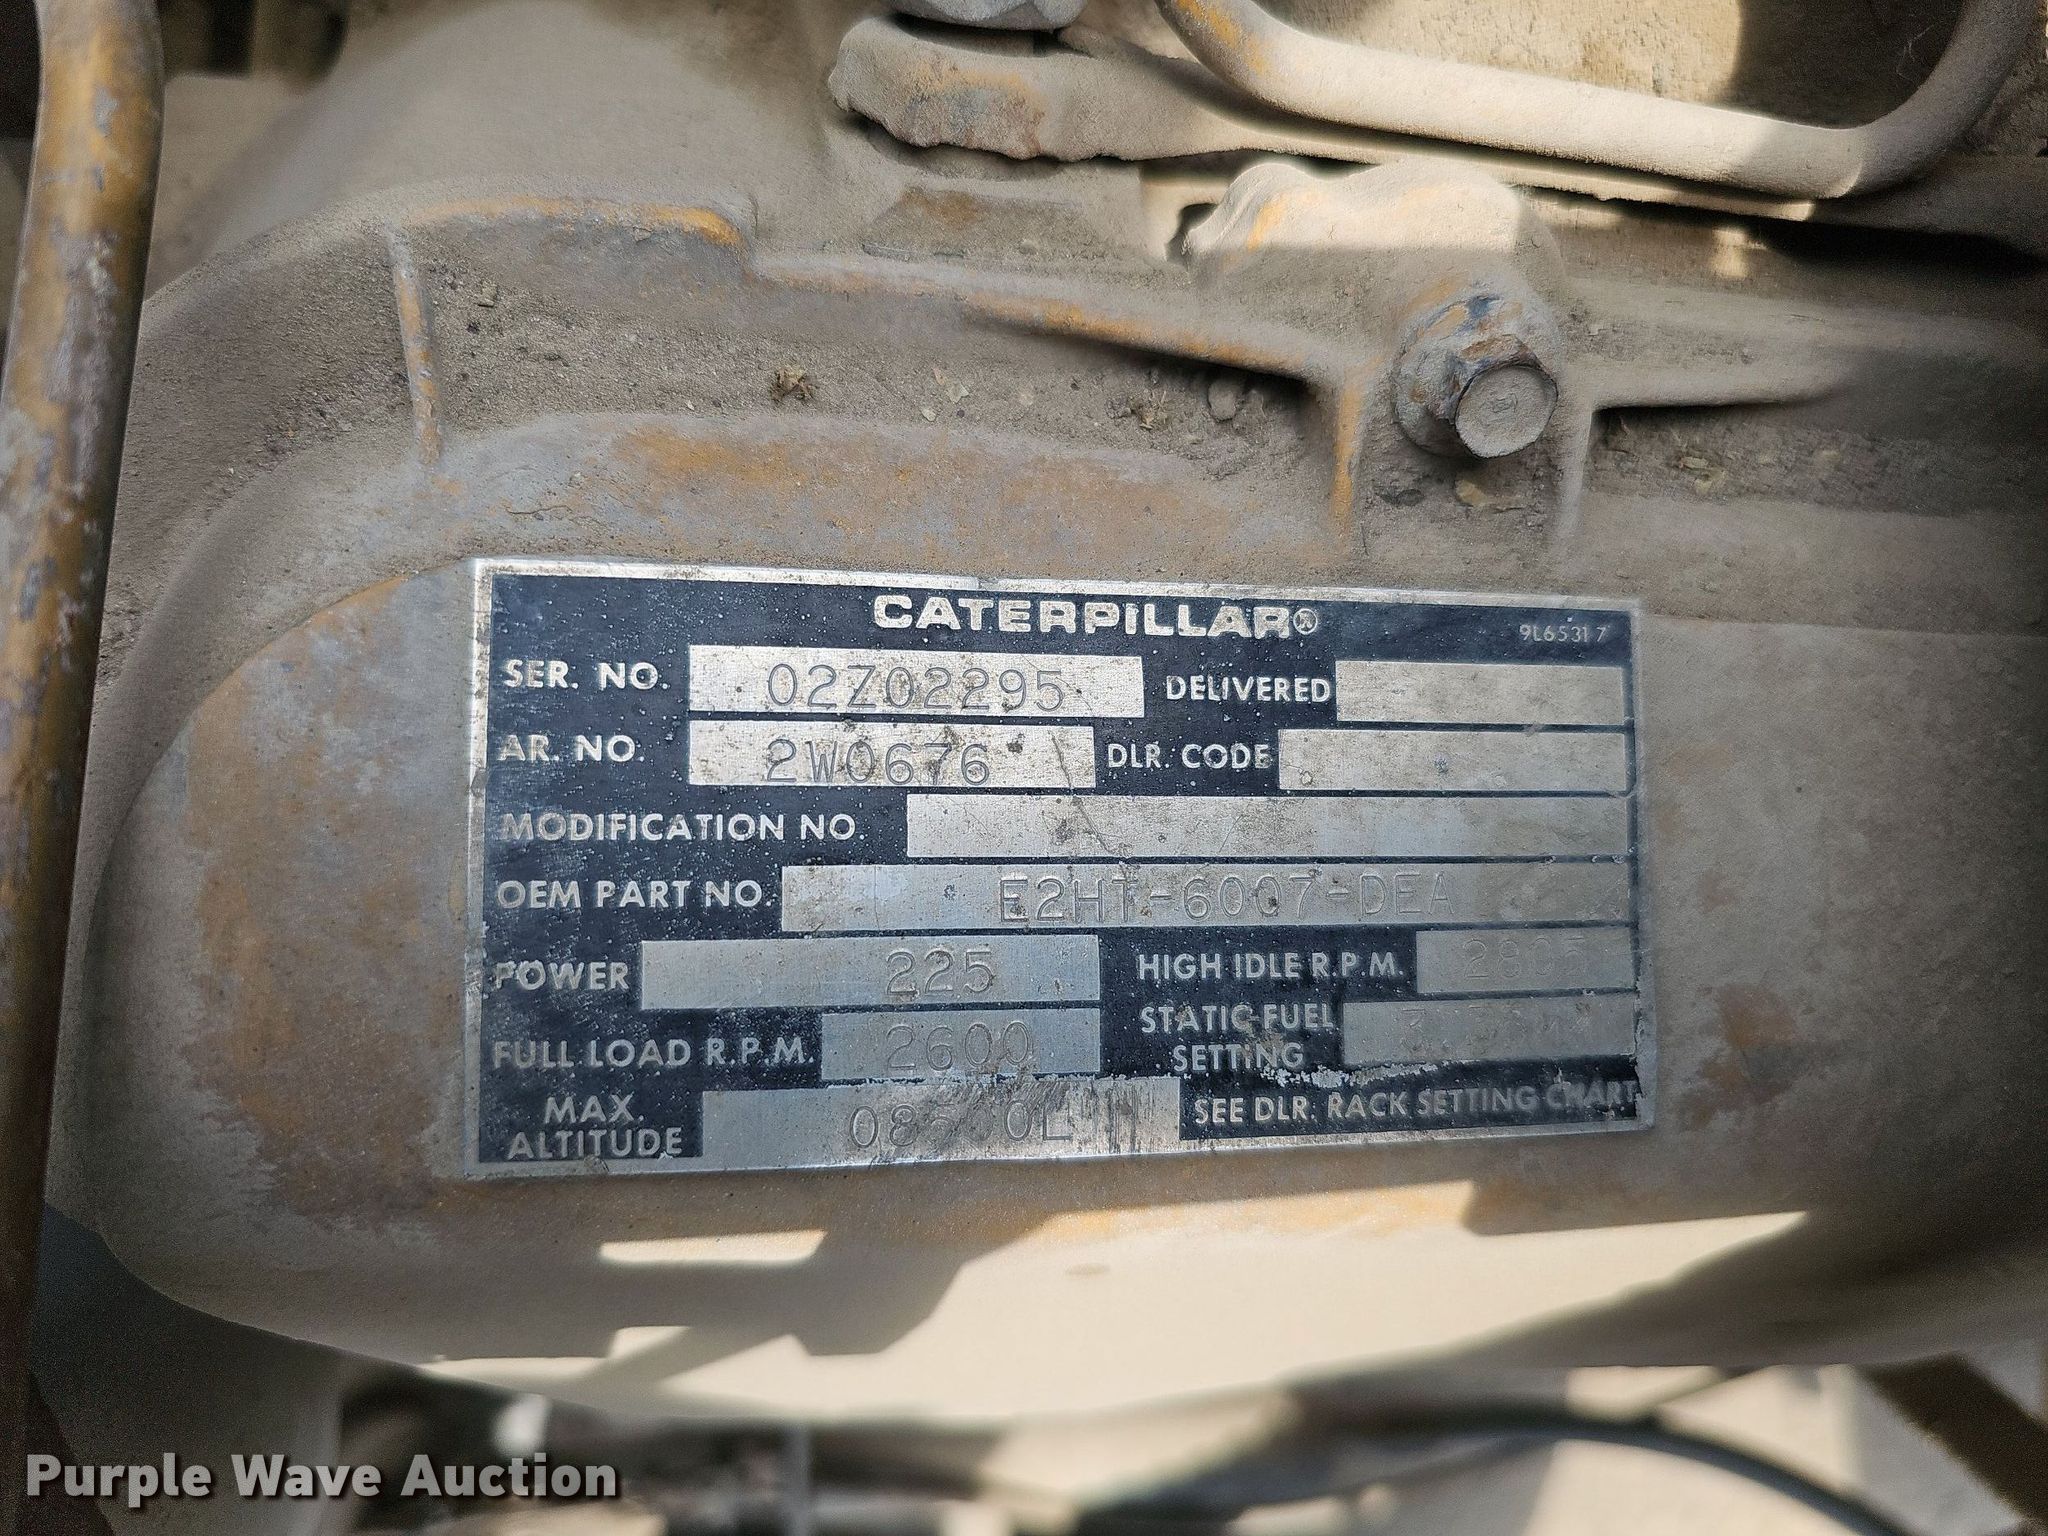 CATERPILLAR®
9L6531 7
SER. NO. 02Z02295 DELIVERED
AR. NO. 2W0676 DLR. CODE
MODIFICATION NO.
OEM PART NO. E2HT-6007-DEA
POWER 225 HIGH IDLE R.P.M. 2805
FULL LOAD R.P.M. 2600 STATIC FUEL SETTING
MAX. ALTITUDE SEE DLR. RACK SETTING CHART
Purple Wave Auction